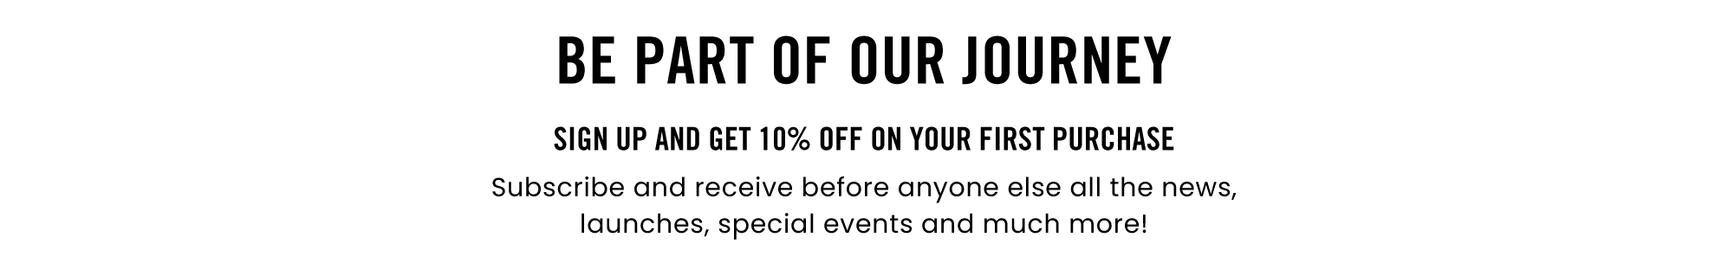 BE PART OF OUR JOURNEY
SIGN UP AND GET 10% OFF ON YOUR FIRST PURCHASE
Subscribe and receive before anyone else all the news,
launches, special events and much more!